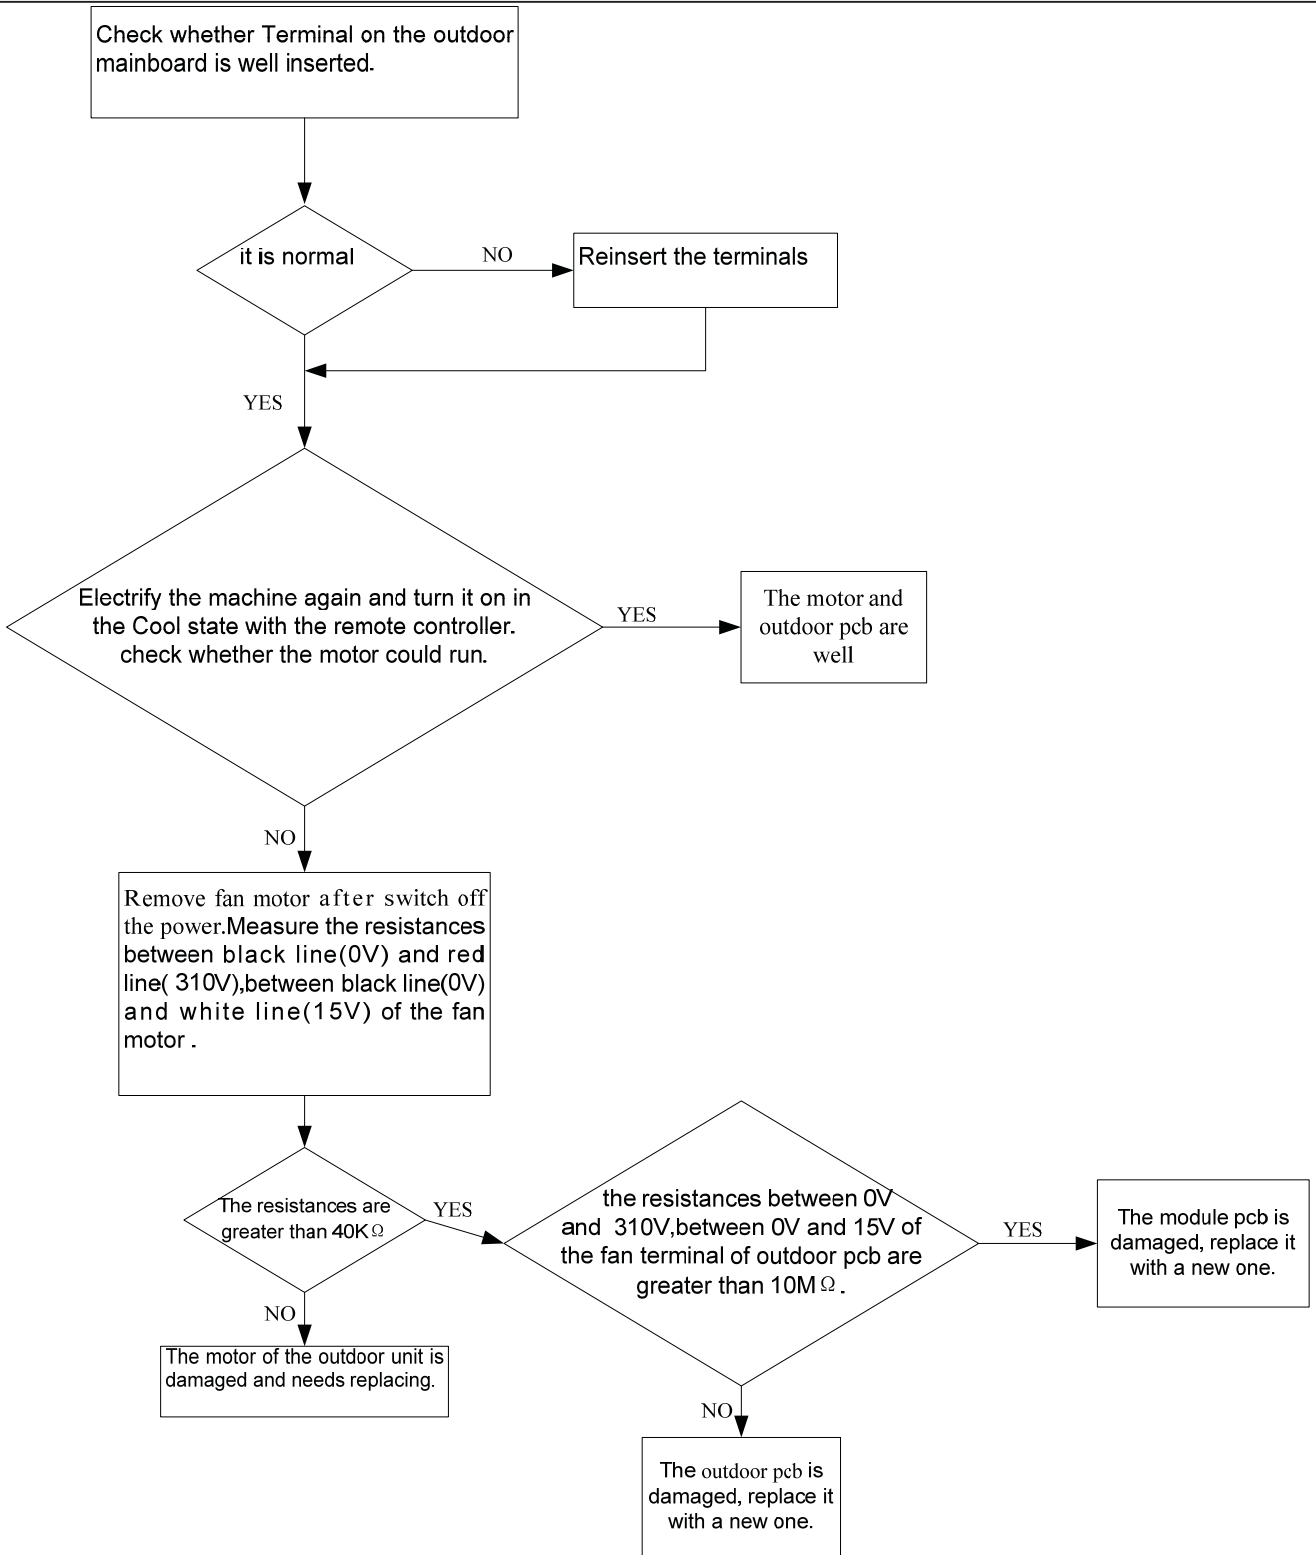 Check whether Terminal on the outdoor
mainboard is well inserted.
it is normal
NO
Reinsert the terminals
YES
Electrify the machine again and turn it on in
the Cool state with the remote controller.
check whether the motor could run.
YES
The motor and
outdoor pcb are
well
NO
Remove fan motor after switch off
the power.Measure the resistances
between black line(0V) and red
line( 310V),between black line(0V)
and white line(15V) of the fan
motor .
The resistances are
greater than 40KΩ
YES
the resistances between 0V
and 310V,between 0V and 15V of
the fan terminal of outdoor pcb are
greater than 10MΩ.
YES
The module pcb is
damaged, replace it
with a new one.
NO
The motor of the outdoor unit is
damaged and needs replacing.
NO
The outdoor pcb is
damaged, replace it
with a new one.